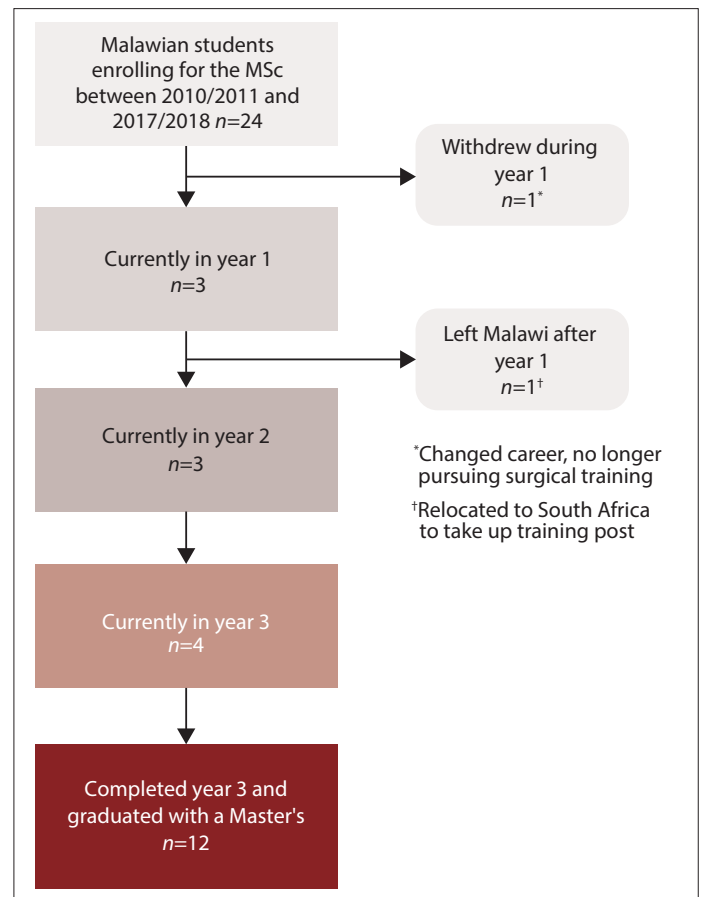 Malawian students
enrolling for the MSc
between 2010/2011 and
2017/2018 n=24
Withdrew during
year 1
n=1*
Currently in year 1
n=3
Left Malawi after
year 1
n=1†
Currently in year 2
n=3
*Changed career, no longer
pursuing surgical training
†Relocated to South Africa
to take up training post
Currently in year 3
n=4
Completed year 3 and
graduated with a Master's
n=12